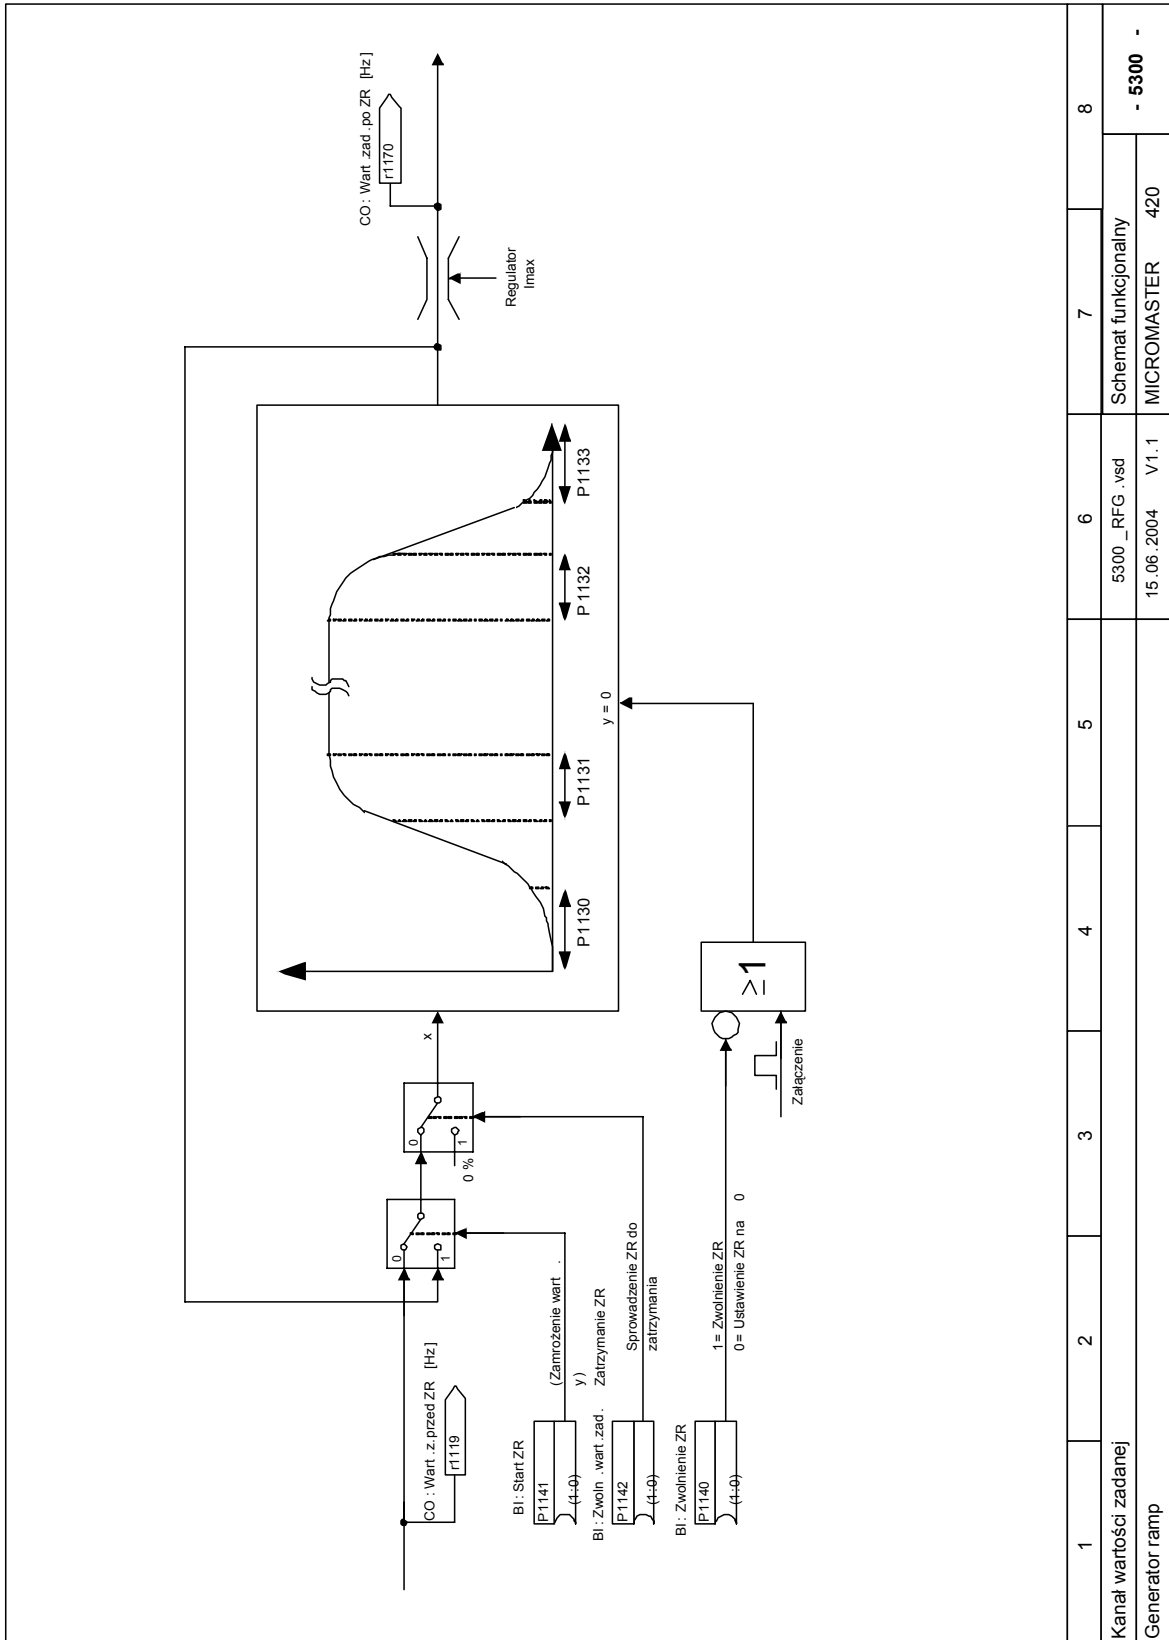 CO : Wart .z.przed ZR [Hz]
r1119
BI : Start ZR
P1141
(1:0)
(Zamrożenie wart .
y)
Zatrzymanie ZR
BI : Zwoln .wart .zad .
P1142
(1:0)
Sprowadzenie ZR do
zatrzymania
BI : Zwolnienie ZR
P1140
(1:0)
1= Zwolnienie ZR
0= Ustawienie ZR na 0
0
1
0
1
0 %
x
Załączenie
≥1
y = 0
P1130
P1131
P1132
P1133
Regulator
Imax
CO : Wart .zad .po ZR [Hz]
r1170
1 2 3 4 5 6 7 8
Kanał wartości zadanej
5300 _RFG .vsd
Schemat funkcjonalny
- 5300 -
Generator ramp
15.06.2004 V1.1
MICROMASTER 420